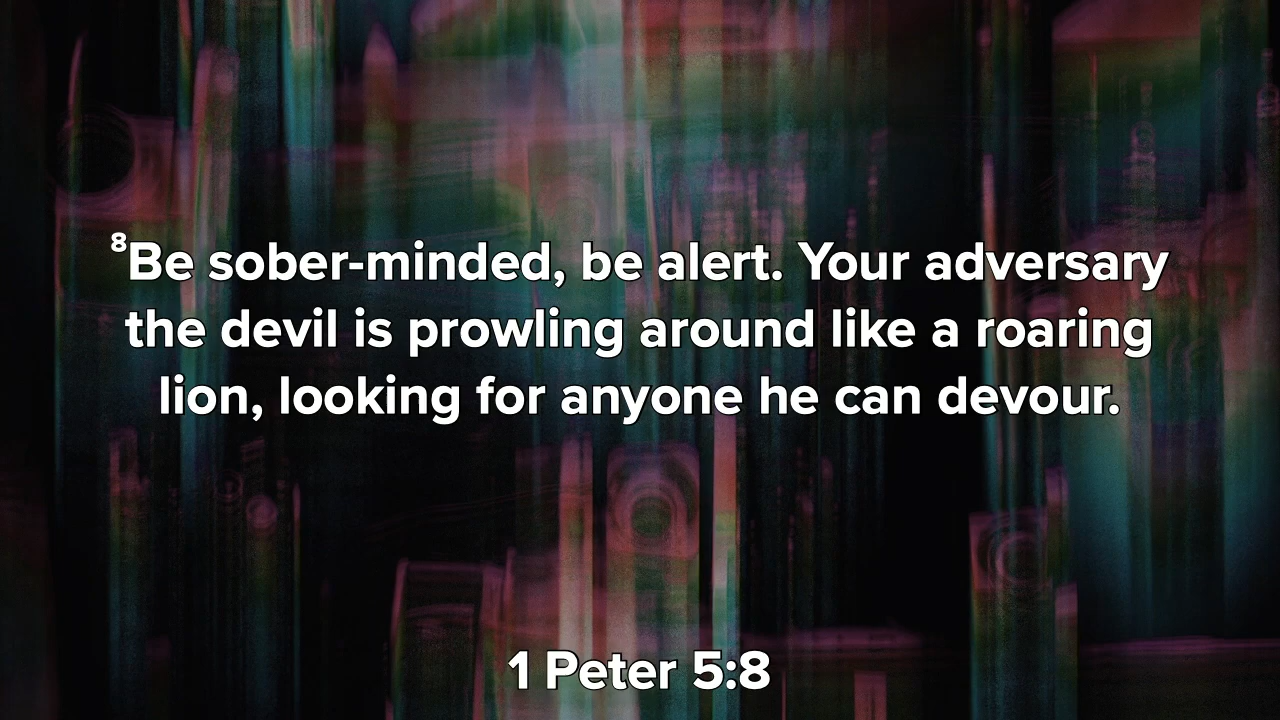 ⁸Be sober-minded, be alert. Your adversary
the devil is prowling around like a roaring
lion, looking for anyone he can devour.
1 Peter 5:8